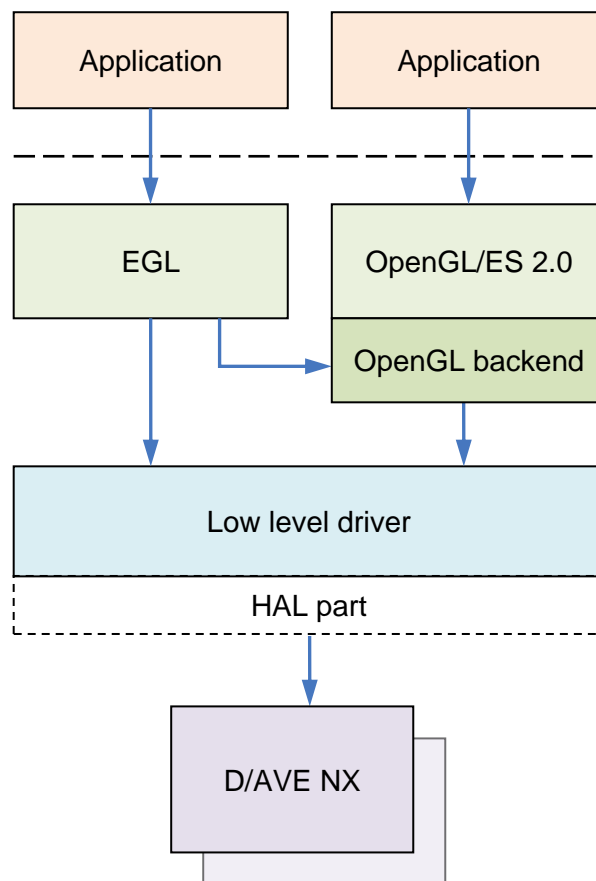 Application
Application
EGL
OpenGL/ES 2.0
OpenGL backend
Low level driver
HAL part
D/AVE NX